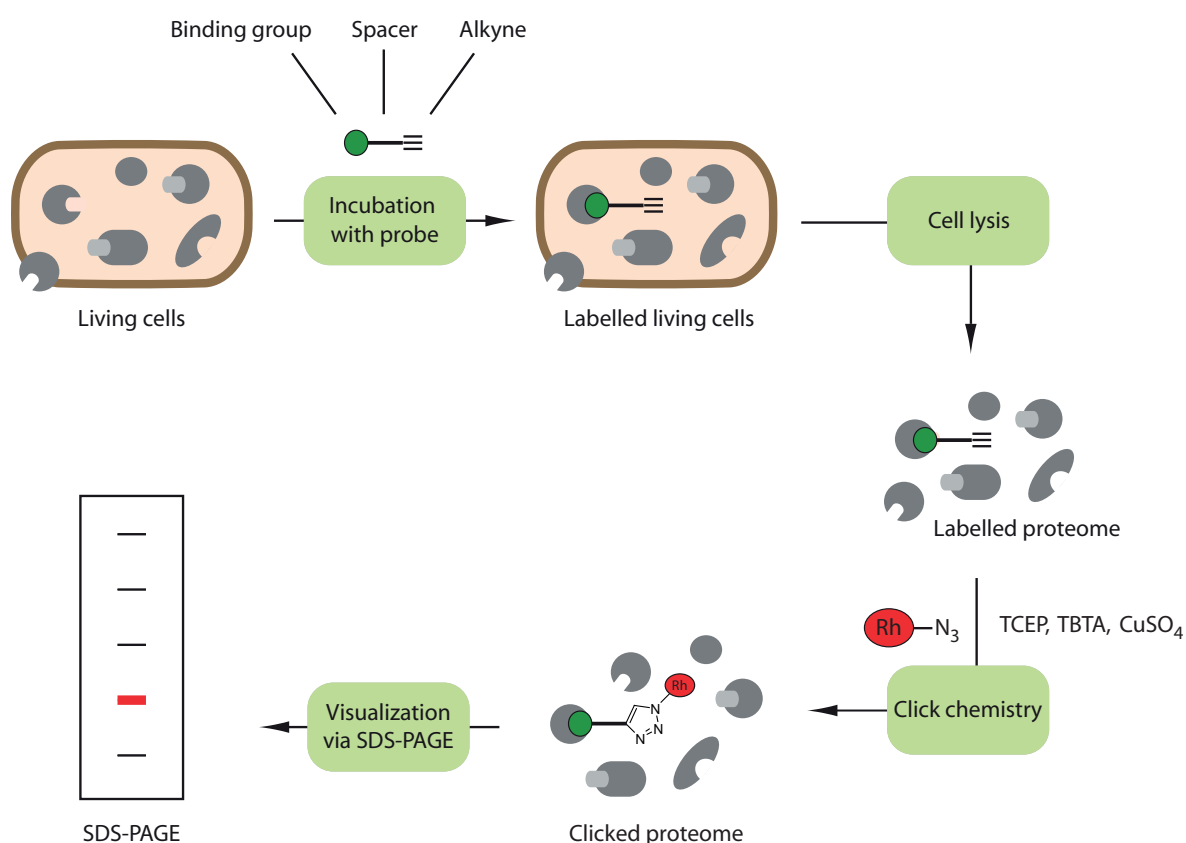 Binding group Spacer Alkyne
Incubation
with probe
Cell lysis
Living cells
Labelled living cells
Labelled proteome
Rh N₃ TCEP, TBTA, CuSO₄
Click chemistry
Rh
N
N
N
Visualization
via SDS-PAGE
SDS-PAGE
Clicked proteome